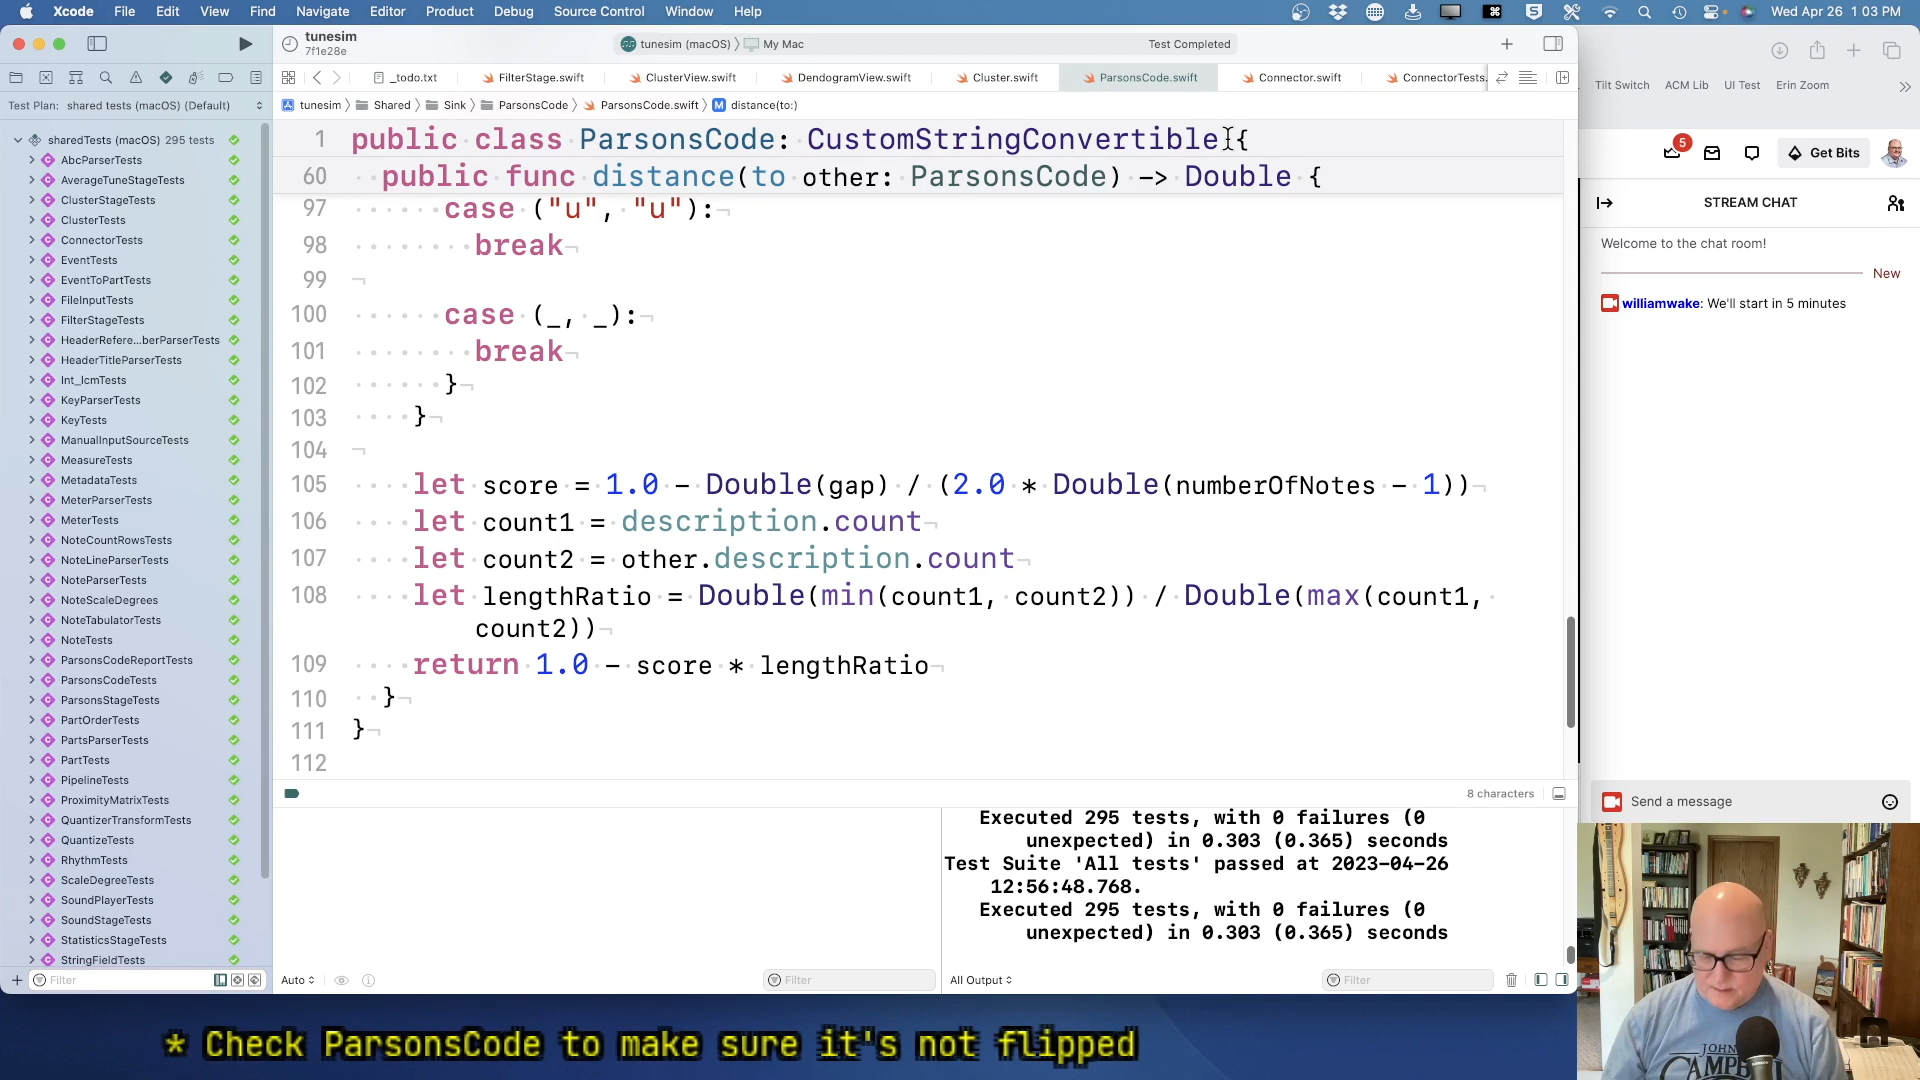 Xcode File Edit View Find Navigate Editor Product Debug Source Control Window Help
Wed Apr 26 1 03 PM
tunesim
7f1e28e
tunesim (macOS) My Mac
Test Completed
_todo.txt FilterStage.swift ClusterView.swift DendogramView.swift Cluster.swift ParsonsCode.swift Connector.swift ConnectorTests.
Test Plan: shared tests (macOS) (Default)
tunesim Shared Sink ParsonsCode ParsonsCode.swift M distance(to:)
sharedTests (macOS) 295 tests
AbcParserTests
AverageTuneStageTests
ClusterStageTests
ClusterTests
ConnectorTests
EventTests
EventToPartTests
FileInputTests
FilterStageTests
HeaderRefere...berParserTests
HeaderTitleParserTests
Int_lcmTests
KeyParserTests
KeyTests
ManualInputSourceTests
MeasureTests
MetadataTests
MeterParserTests
MeterTests
NoteCountRowsTests
NoteLineParserTests
NoteParserTests
NoteScaleDegrees
NoteTabulatorTests
NoteTests
ParsonsCodeReportTests
ParsonsCodeTests
ParsonsStageTests
PartOrderTests
PartsParserTests
PartTests
PipelineTests
ProximityMatrixTests
QuantizerTransformTests
QuantizeTests
RhythmTests
ScaleDegreeTests
SoundPlayerTests
SoundStageTests
StatisticsStageTests
StringFieldTests
Filter
1 public class ParsonsCode: CustomStringConvertible {
60 public func distance(to other: ParsonsCode) -> Double {
97 case ("u", "u"):
98 break
99
100 case (_, _):
101 break
102 }
103 }
104
105 let score = 1.0 - Double(gap) / (2.0 * Double(numberOfNotes - 1))
106 let count1 = description.count
107 let count2 = other.description.count
108 let lengthRatio = Double(min(count1, count2)) / Double(max(count1,
count2))
109 return 1.0 - score * lengthRatio
110 }
111 }
112
8 characters
Executed 295 tests, with 0 failures (0
unexpected) in 0.303 (0.365) seconds
Test Suite 'All tests' passed at 2023-04-26
12:56:48.768.
Executed 295 tests, with 0 failures (0
unexpected) in 0.303 (0.365) seconds
Auto
Filter
All Output
Filter
Tilt Switch ACM Lib UI Test Erin Zoom
5
Get Bits
STREAM CHAT
Welcome to the chat room!
New
williamwake: We'll start in 5 minutes
Send a message
* Check ParsonsCode to make sure it's not flipped